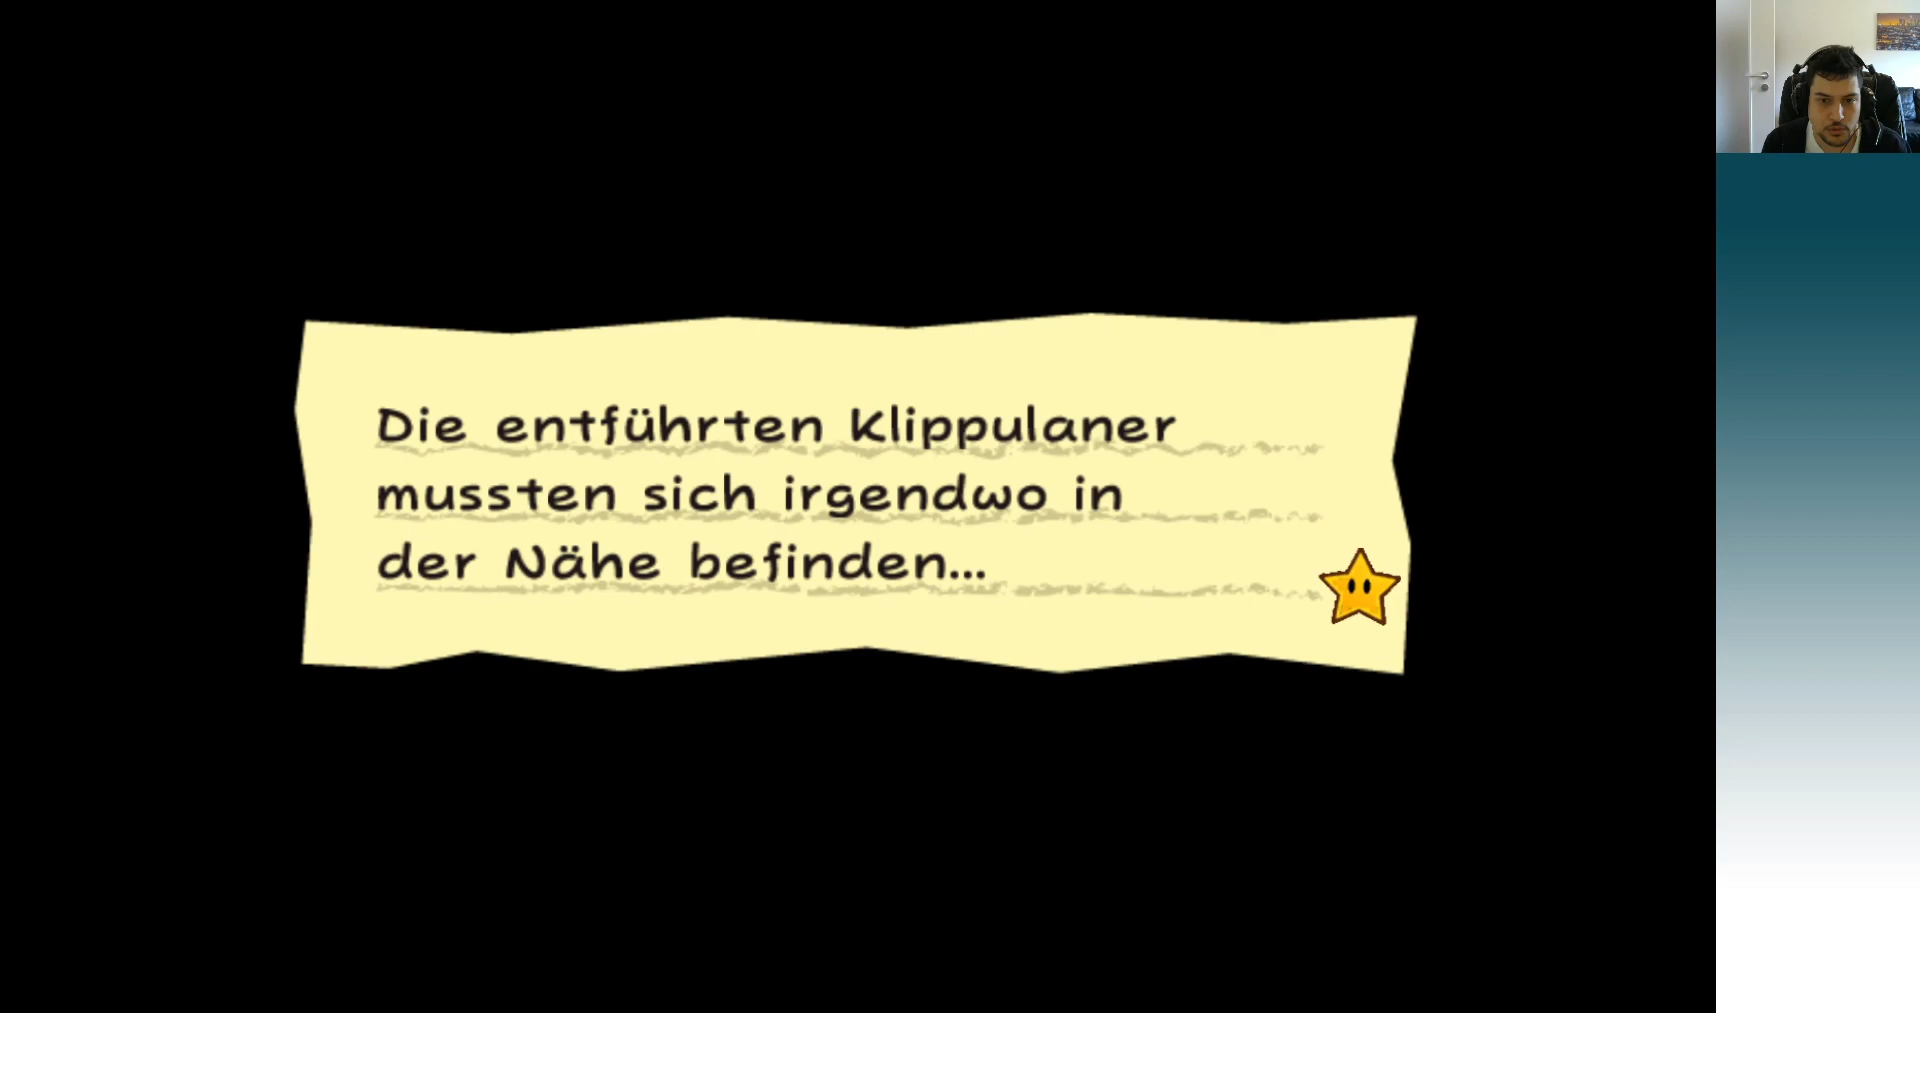 Die entführten Klippulaner
mussten sich irgendwo in
der Nähe befinden...